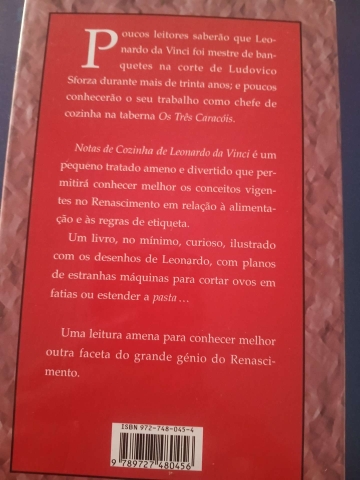 Poucos leitores saberão que Leo-
nardo da Vinci foi mestre de ban-
quetes na corte de Ludovico
Sforza durante mais de trinta anos; e poucos
conhecerão o seu trabalho como chefe de
cozinha na taberna Os Três Caracóis.
Notas de Cozinha de Leonardo da Vinci é um
pequeno tratado ameno e divertido que per-
mitirá conhecer melhor os conceitos vigen-
tes no Renascimento em relação à alimenta-
ção e às regras de etiqueta.
Um livro, no mínimo, curioso, ilustrado
com os desenhos de Leonardo, com planos
de estranhas máquinas para cortar ovos em
fatias ou estender a pasta...
Uma leitura amena para conhecer melhor
outra faceta do grande génio do Renasci-
mento.
ISBN 972-748-045-4
9 789727 480456